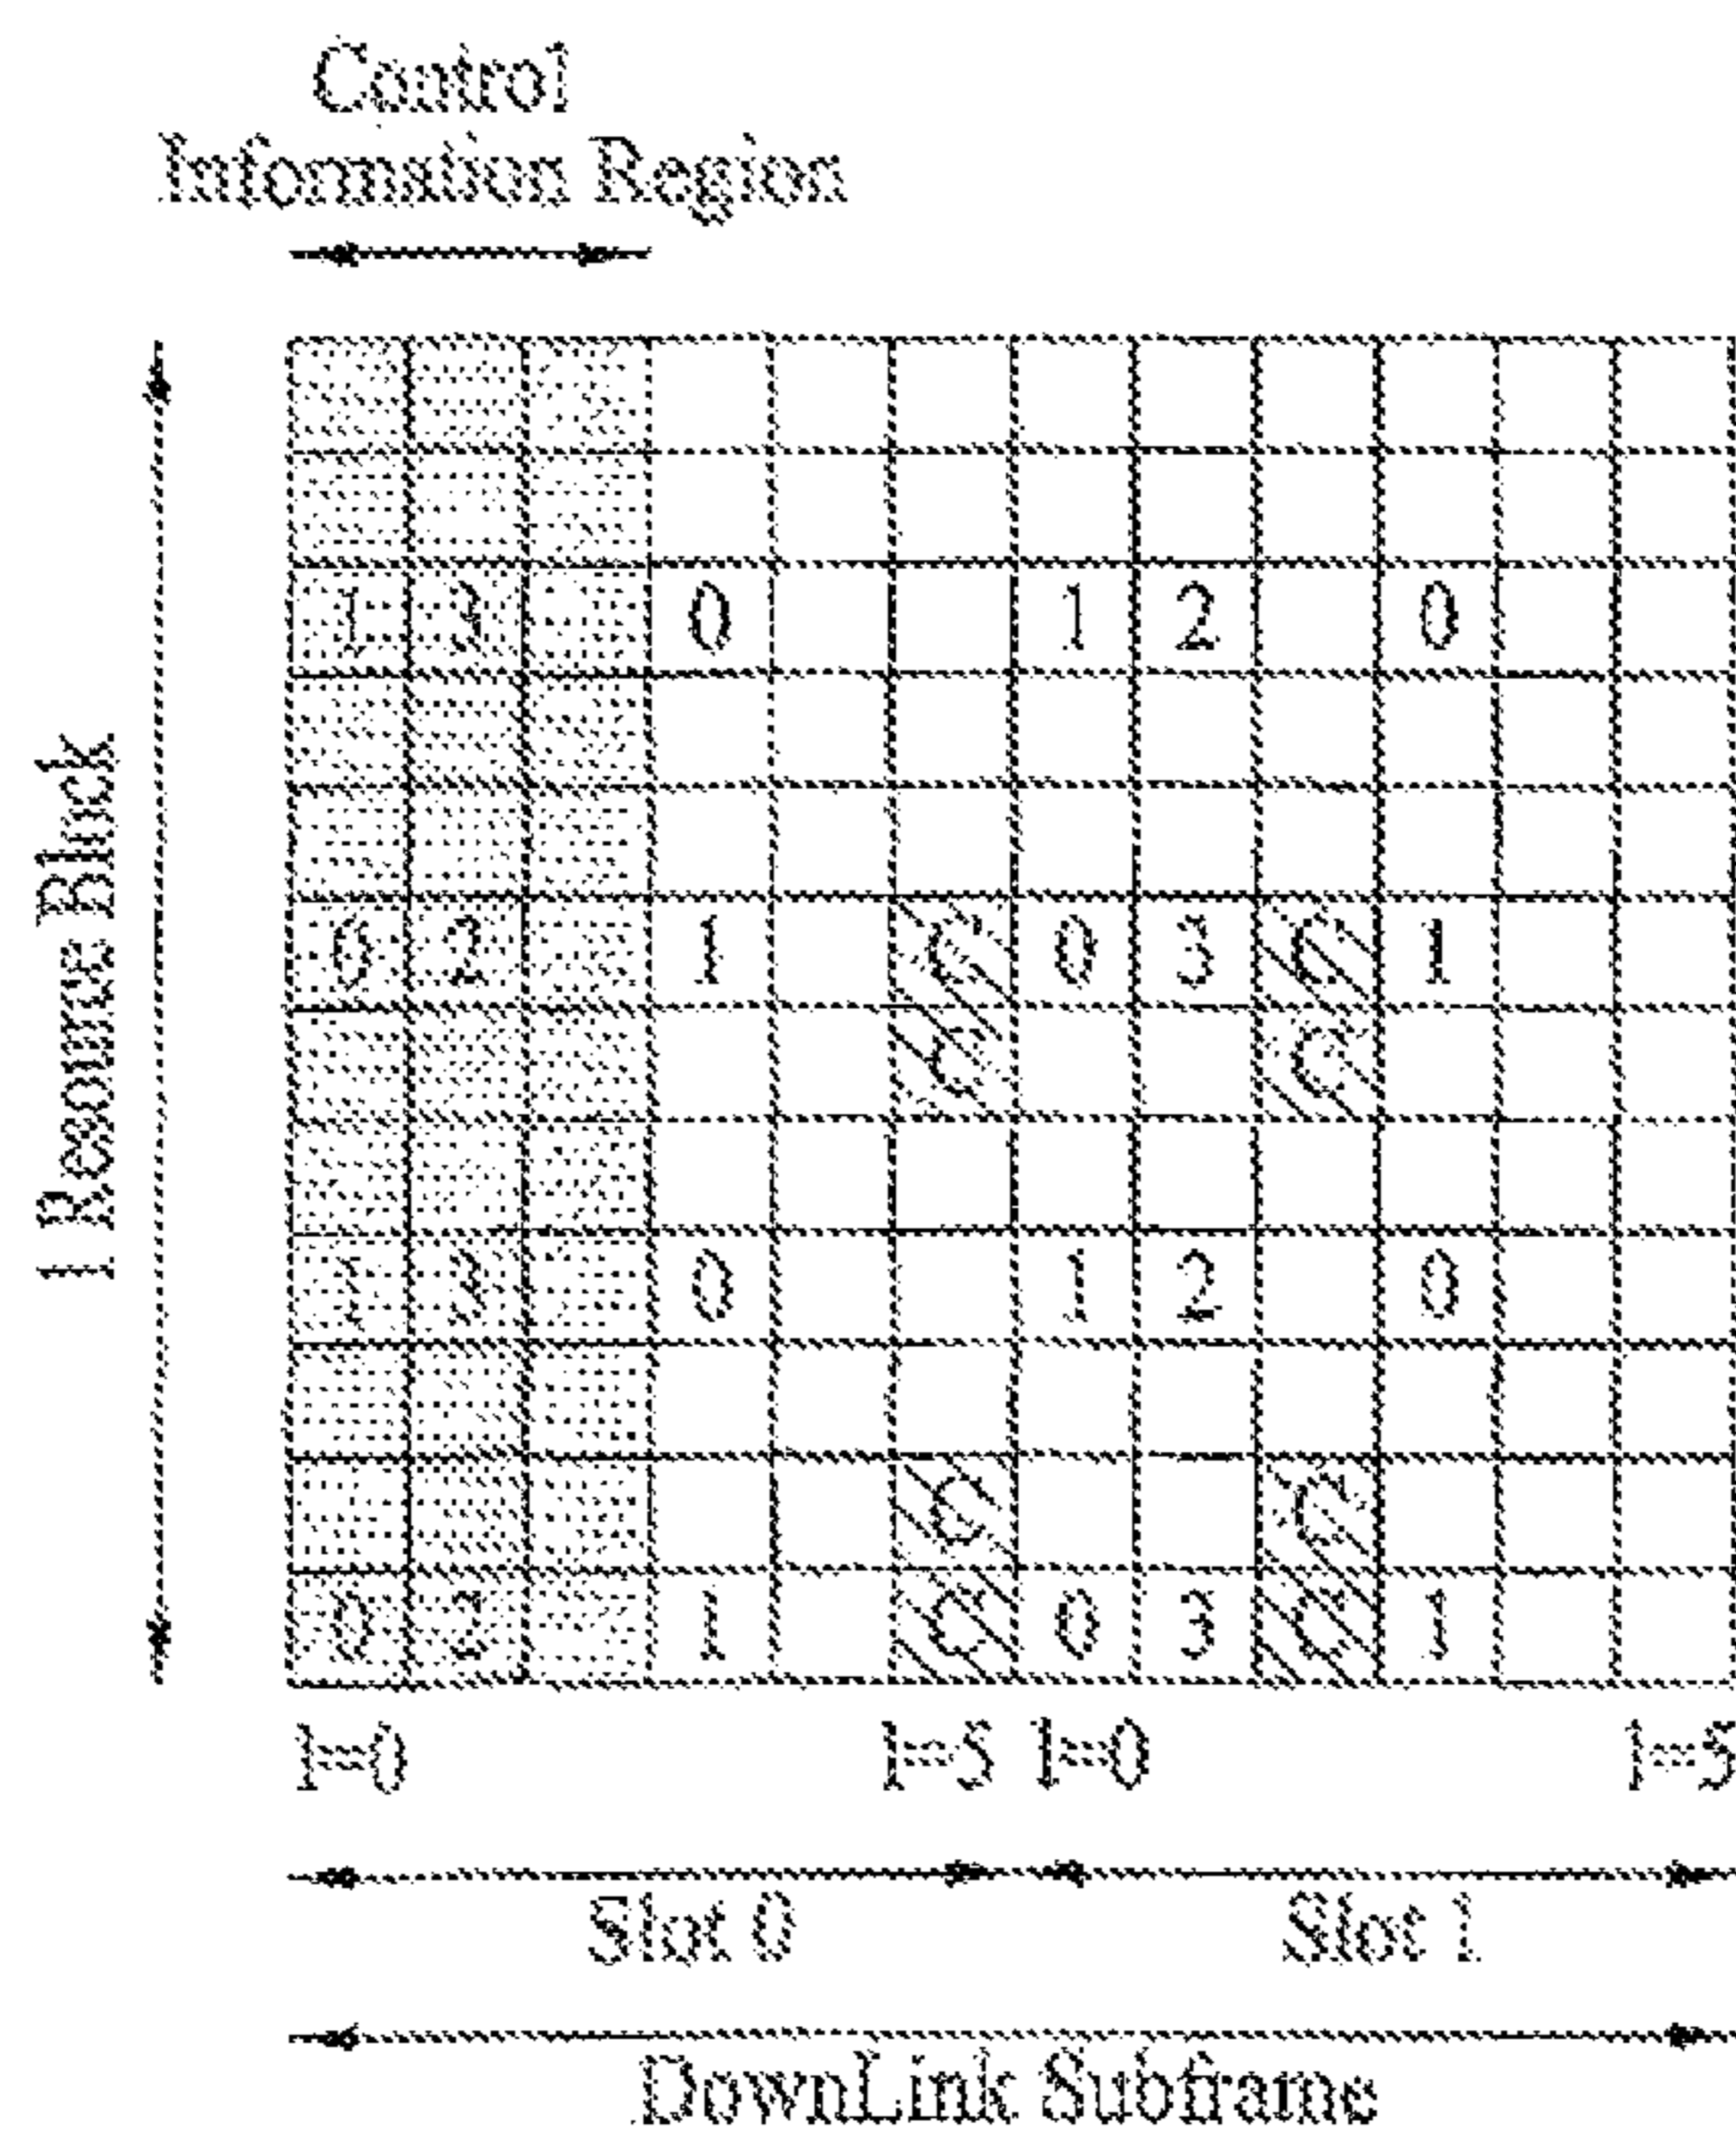 Control
Information Region
1 Resource Block
1 3 0 1 2 0
0 2 1 C 0 3 C 1
C C
1 3 0 1 2 0
C C
0 2 1 C 0 3 C 1
l=0 l=5 l=0 l=5
Slot 0 Slot 1
DownLink Subframe